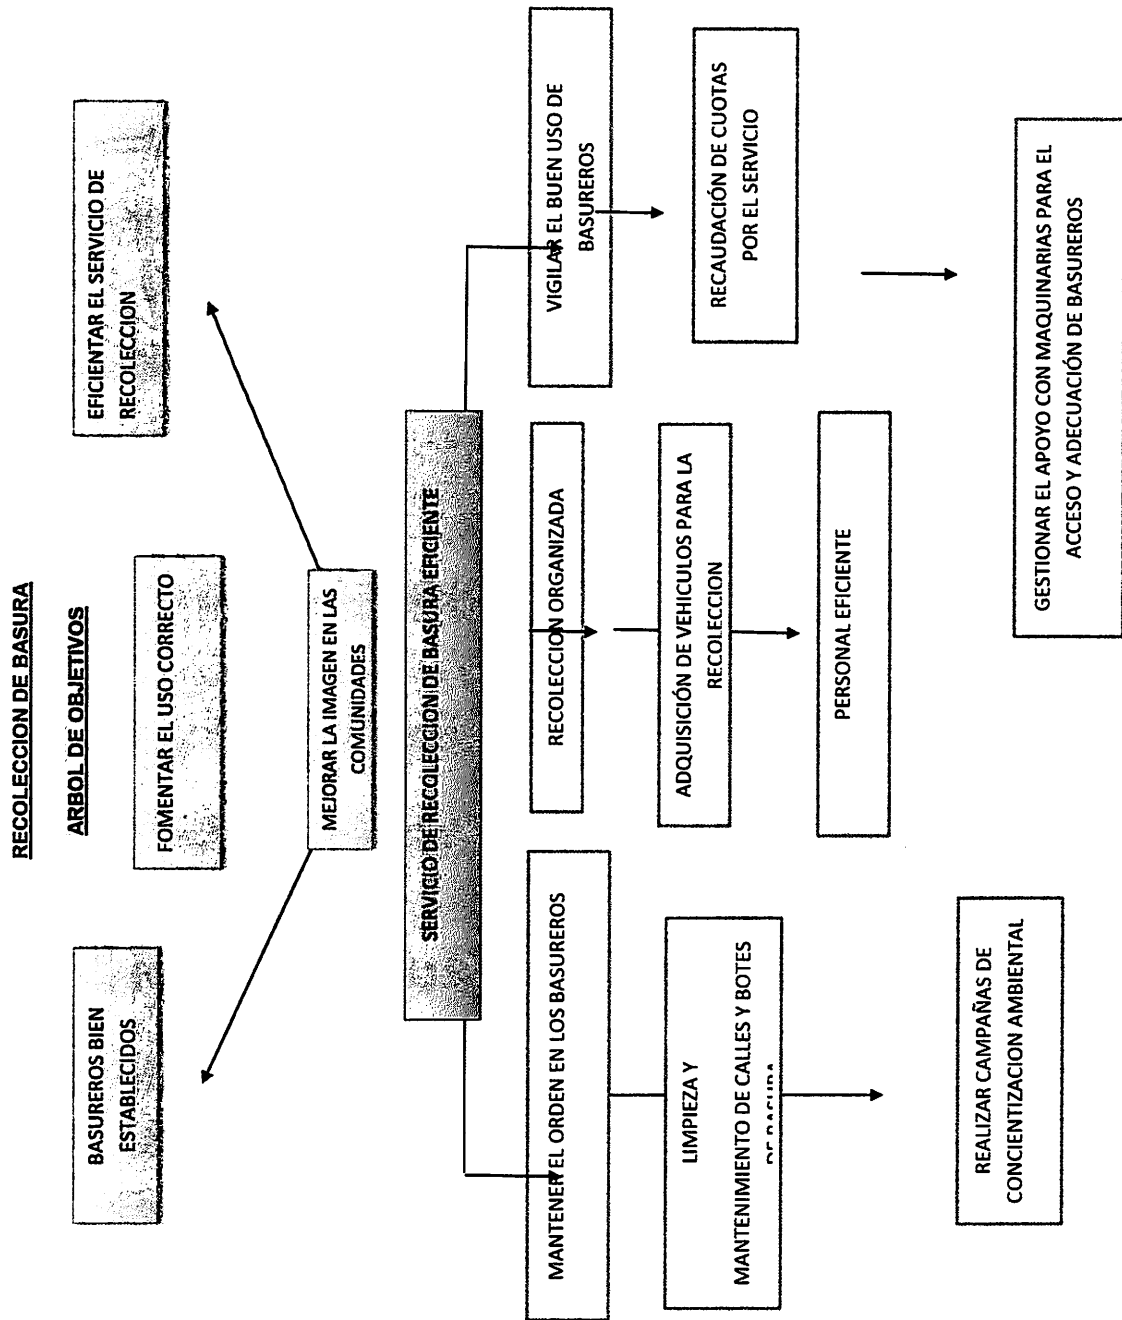 RECOLECCION DE BASURA
ARBOL DE OBJETIVOS
BASUREROS BIEN
ESTABLECIDOS
FOMENTAR EL USO CORRECTO
EFICIENTAR EL SERVICIO DE
RECOLECCION
MEJORAR LA IMAGEN EN LAS
COMUNIDADES
SERVICIO DE RECOLECCION DE BASURA EFICIENTE
MANTENER EL ORDEN EN LOS BASUREROS
RECOLECCION ORGANIZADA
VIGILAR EL BUEN USO DE
BASUREROS
LIMPIEZA Y
MANTENIMIENTO DE CALLES Y BOTES
DE BASURA
ADQUISICIÓN DE VEHICULOS PARA LA
RECOLECCION
RECAUDACIÓN DE CUOTAS
POR EL SERVICIO
PERSONAL EFICIENTE
REALIZAR CAMPAÑAS DE
CONCIENTIZACION AMBIENTAL
GESTIONAR EL APOYO CON MAQUINARIAS PARA EL
ACCESO Y ADECUACIÓN DE BASUREROS